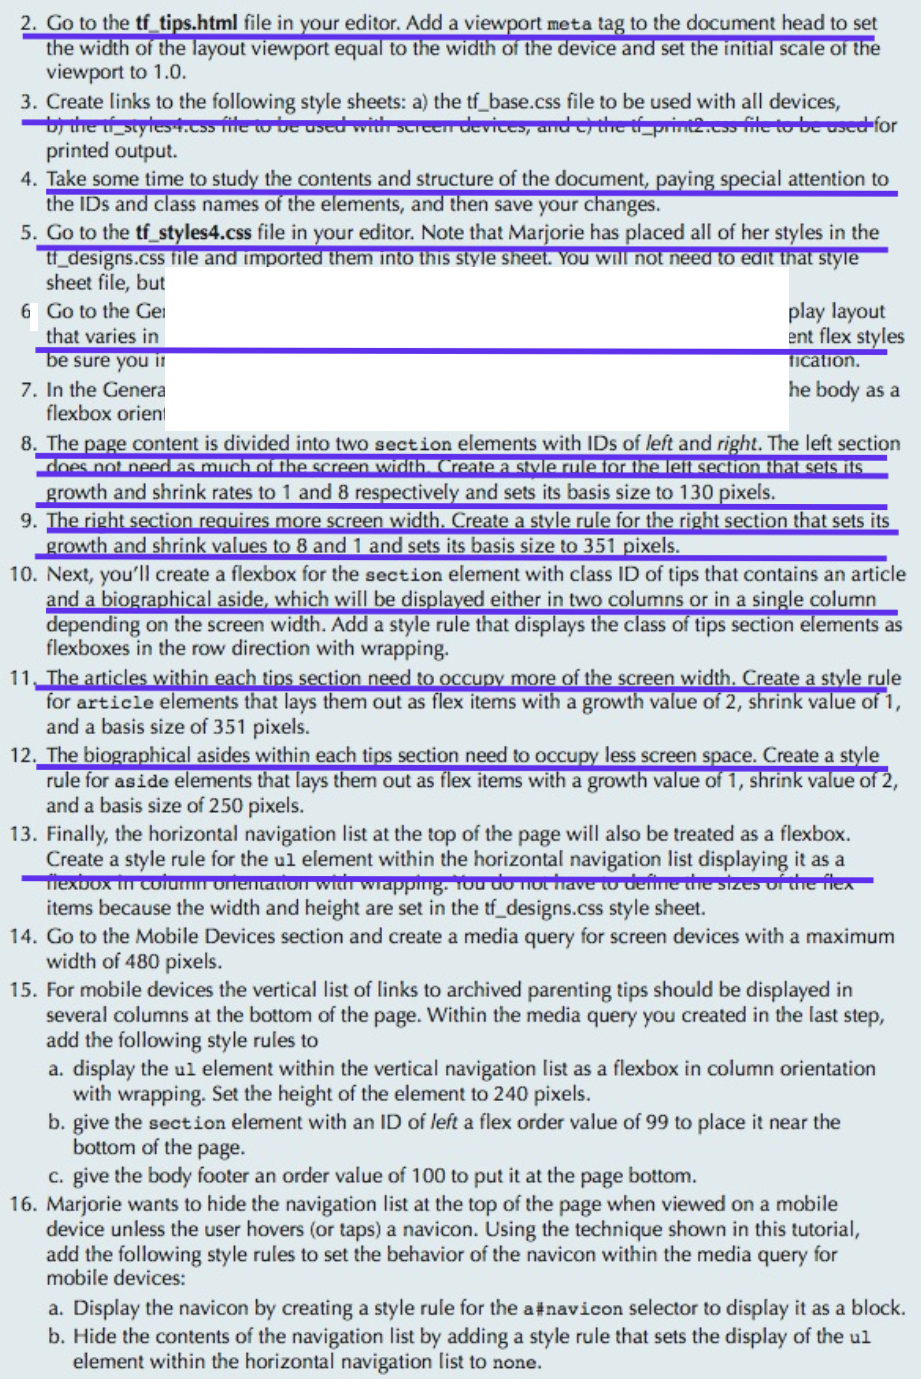 2. Go to the tf_tips.html file in your editor. Add a viewport meta tag to the document head to set
the width of the layout viewport equal to the width of the device and set the initial scale of the
viewport to 1.0.
3. Create links to the following style sheets: a) the tf_base.css file to be used with all devices,
b) the tf_styles4.css file to be used with screen devices, and c) the tf_print2.css file to be used for
printed output.
4. Take some time to study the contents and structure of the document, paying special attention to
the IDs and class names of the elements, and then save your changes.
5. Go to the tf_styles4.css file in your editor. Note that Marjorie has placed all of her styles in the
tf_designs.css file and imported them into this style sheet. You will not need to edit that style
sheet file, but
6 Go to the play layout
that varies in ent flex styles
be sure you
7. In the he body as a
flexbox
8. The page content is divided into two section elements with IDs of left and right. The left section
does not need as much of the screen width. Create a style rule for the left section that sets its
growth and shrink rates to 1 and 8 respectively and sets its basis size to 130 pixels.
9. The right section requires more screen width. Create a style rule for the right section that sets its
growth and shrink values to 8 and 1 and sets its basis size to 351 pixels.
10. Next, you'll create a flexbox for the section element with class ID of tips that contains an article
and a biographical aside, which will be displayed either in two columns or in a single column
depending on the screen width. Add a style rule that displays the class of tips section elements as
flexboxes in the row direction with wrapping.
11. The articles within each tips section need to occupy more of the screen width. Create a style rule
for article elements that lays them out as flex items with a growth value of 2, shrink value of 1,
and a basis size of 351 pixels.
12. The biographical asides within each tips section need to occupy less screen space. Create a style
rule for aside elements that lays them out as flex items with a growth value of 1, shrink value of 2,
and a basis size of 250 pixels.
13. Finally, the horizontal navigation list at the top of the page will also be treated as a flexbox.
Create a style rule for the ul element within the horizontal navigation list displaying it as a
flexbox in column orientation with wrapping. You do not have to define the sizes of the flex
items because the width and height are set in the tf_designs.css style sheet.
14. Go to the Mobile Devices section and create a media query for screen devices with a maximum
width of 480 pixels.
15. For mobile devices the vertical list of links to archived parenting tips should be displayed in
several columns at the bottom of the page. Within the media query you created in the last step,
add the following style rules to
a. display the ul element within the vertical navigation list as a flexbox in column orientation
with wrapping. Set the height of the element to 240 pixels.
b. give the section element with an ID of left a flex order value of 99 to place it near the
bottom of the page.
c. give the body footer an order value of 100 to put it at the page bottom.
16. Marjorie wants to hide the navigation list at the top of the page when viewed on a mobile
device unless the user hovers (or taps) a navicon. Using the technique shown in this tutorial,
add the following style rules to set the behavior of the navicon within the media query for
mobile devices:
a. Display the navicon by creating a style rule for the a#navicon selector to display it as a block.
b. Hide the contents of the navigation list by adding a style rule that sets the display of the ul
element within the horizontal navigation list to none.